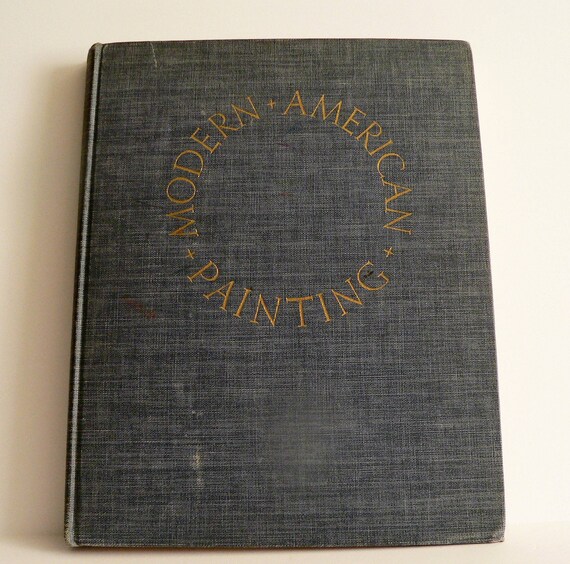 MODERN + AMERICAN
+ PAINTING +